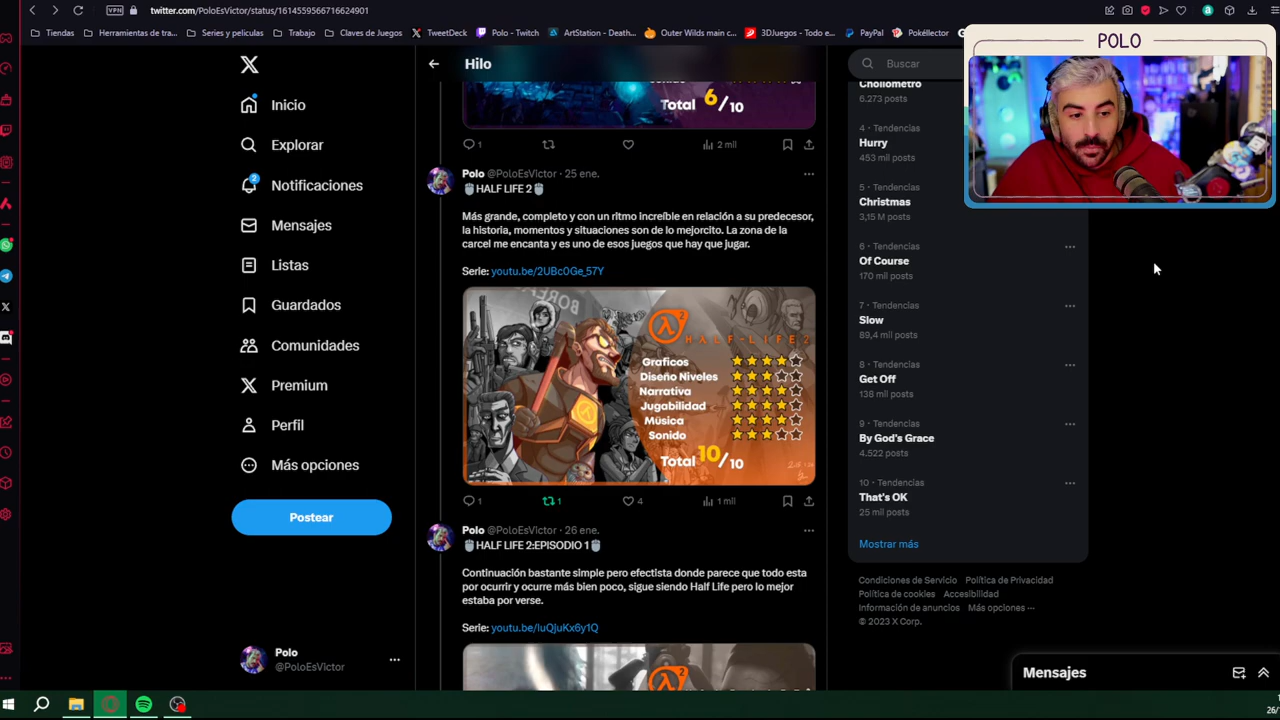 twitter.com/PoloEsVictor/status/1614559566716624901
VPN
Tiendas
Herramientas de tra...
Series y peliculas
Trabajo
Claves de Juegos
TweetDeck
Polo - Twitch
ArtStation - Death...
Outer Wilds main c...
3DJuegos - Todo e...
PayPal
Pokéllector
POLO
Inicio
Explorar
2
Notificaciones
Mensajes
Listas
Guardados
Comunidades
Premium
Perfil
Más opciones
Postear
Polo
@PoloEsVictor
Hilo
Total 6/10
1
2 mil
Polo @PoloEsVictor · 25 ene.
HALF LIFE 2
Más grande, completo y con un ritmo increíble en relación a su predecesor,
la historia, momentos y situaciones son de lo mejorcito. La zona de la
carcel me encanta y es uno de esos juegos que hay que jugar.
Serie: youtu.be/2UBc0Ge_57Y
HALF-LIFE 2
Graficos
Diseño Niveles
Narrativa
Jugabilidad
Música
Sonido
Total 10/10
1
1
4
1 mil
Polo @PoloEsVictor · 26 ene.
HALF LIFE 2:EPISODIO 1
Continuación bastante simple pero efectista donde parece que todo esta
por ocurrir y ocurre más bien poco, sigue siendo Half Life pero lo mejor
estaba por verse.
Serie: youtu.be/IuQjuKx6y1Q
Buscar
Chollometro
6.273 posts
4 · Tendencias
Hurry
453 mil posts
5 · Tendencias
Christmas
3,15 M posts
6 · Tendencias
Of Course
170 mil posts
7 · Tendencias
Slow
89,4 mil posts
8 · Tendencias
Get Off
138 mil posts
9 · Tendencias
By God's Grace
4.522 posts
10 · Tendencias
That's OK
25 mil posts
Mostrar más
Condiciones de Servicio Política de Privacidad
Política de cookies Accesibilidad
Información de anuncios Más opciones ···
© 2023 X Corp.
Mensajes